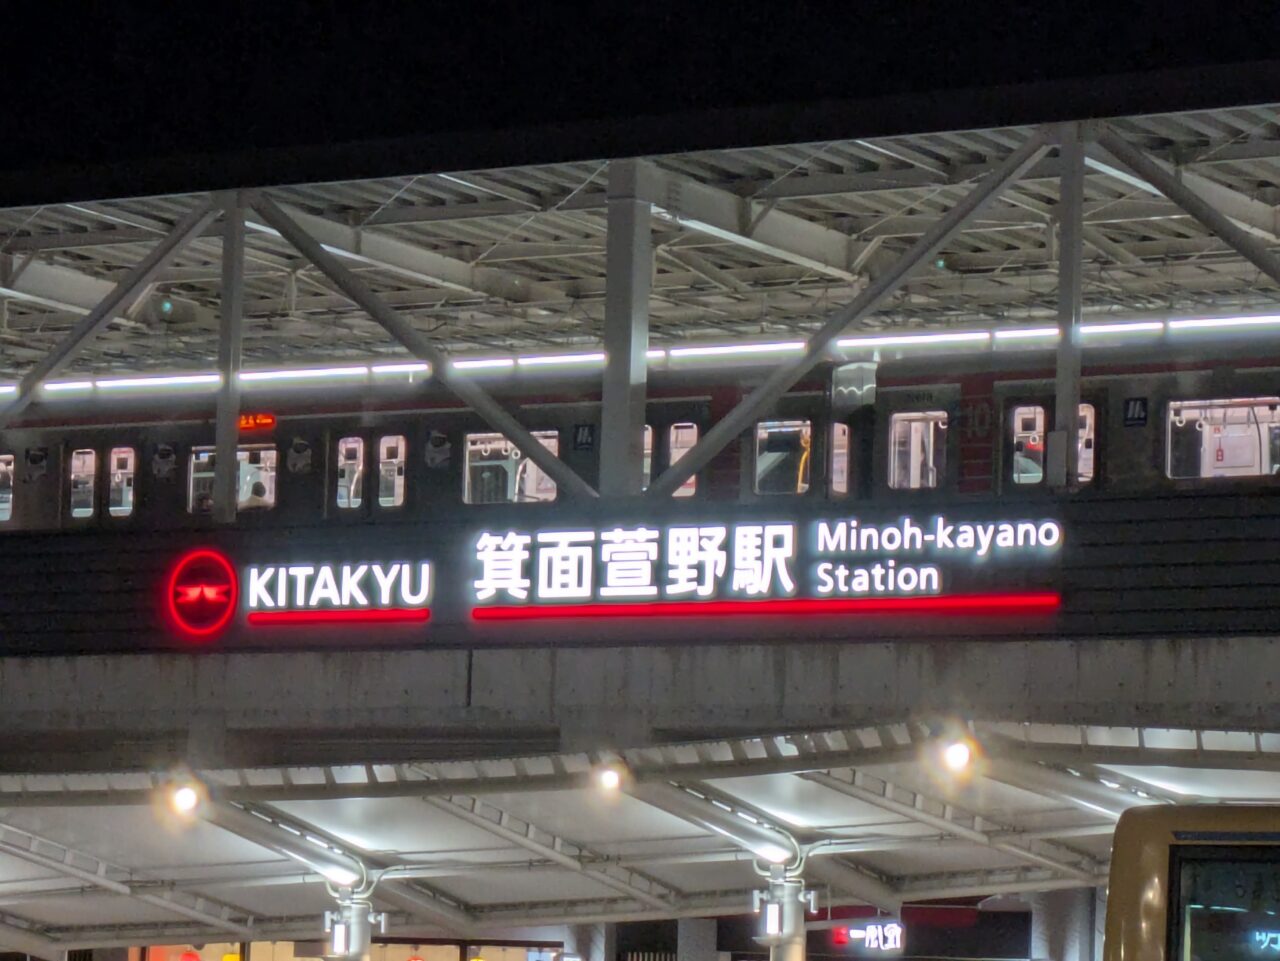 KITAKYU
箕面萱野駅
Minoh-kayano
Station